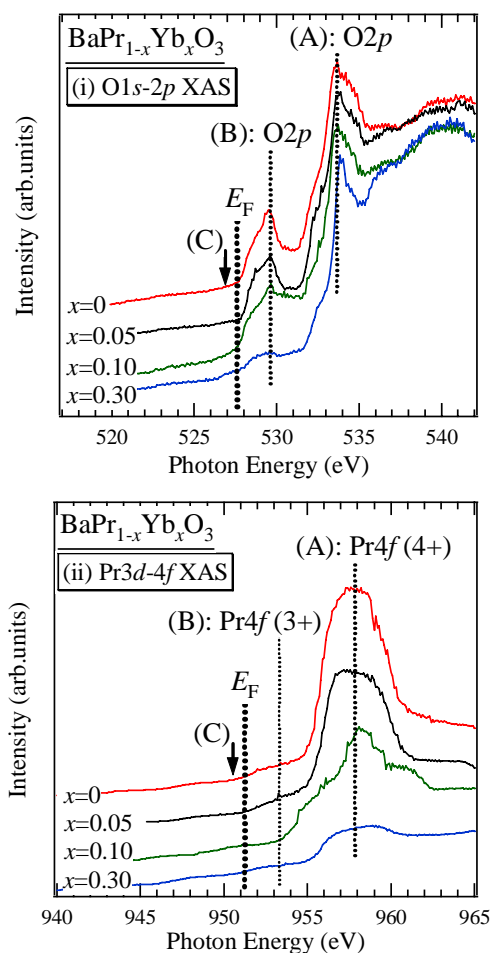 BaPr₁₋ₓYbₓO₃
(i) O1s-2p XAS
(A): O2p
(B): O2p
E_F
(C)
x=0
x=0.05
x=0.10
x=0.30
Intensity (arb.units)
520 525 530 535 540
Photon Energy (eV)
BaPr₁₋ₓYbₓO₃
(ii) Pr3d-4f XAS
(A): Pr4f (4+)
(B): Pr4f (3+)
E_F
(C)
x=0
x=0.05
x=0.10
x=0.30
Intensity (arb.units)
940 945 950 955 960 965
Photon Energy (eV)